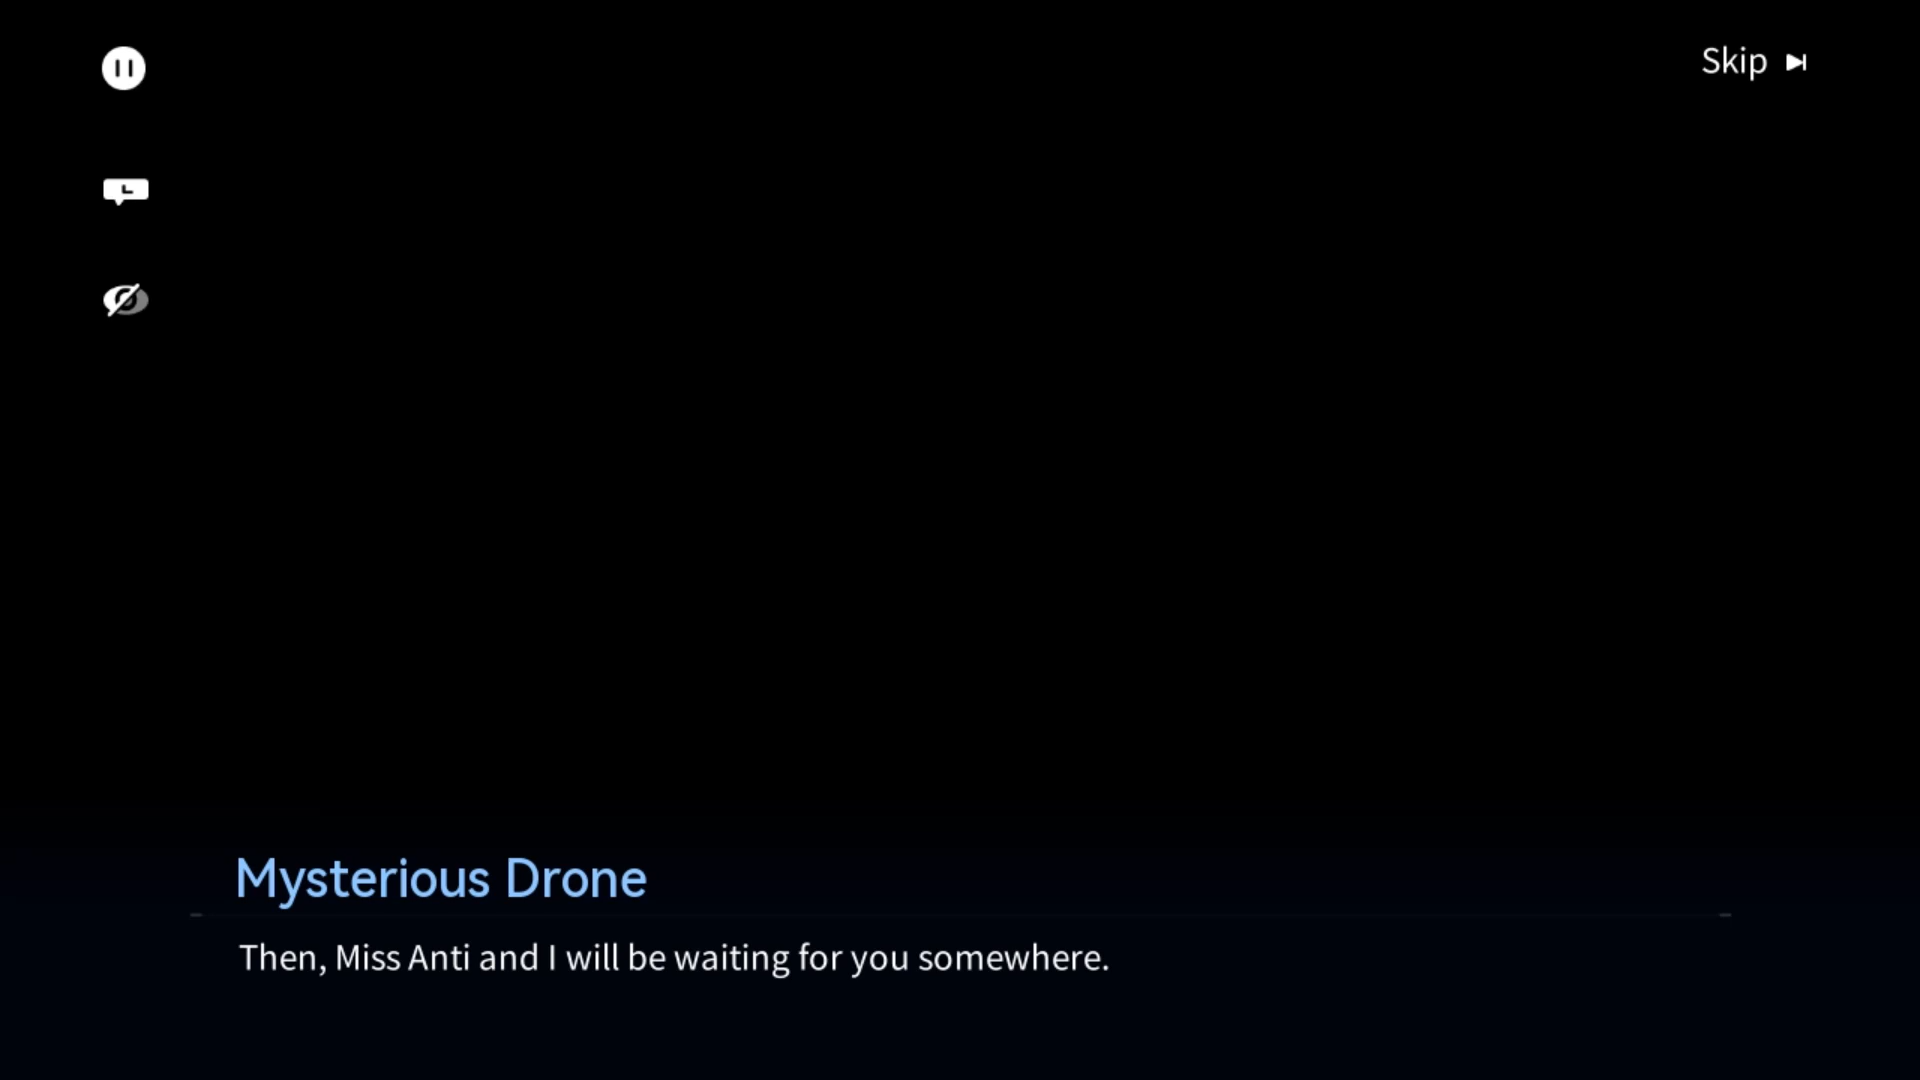 Skip
Mysterious Drone
Then, Miss Anti and I will be waiting for you somewhere.